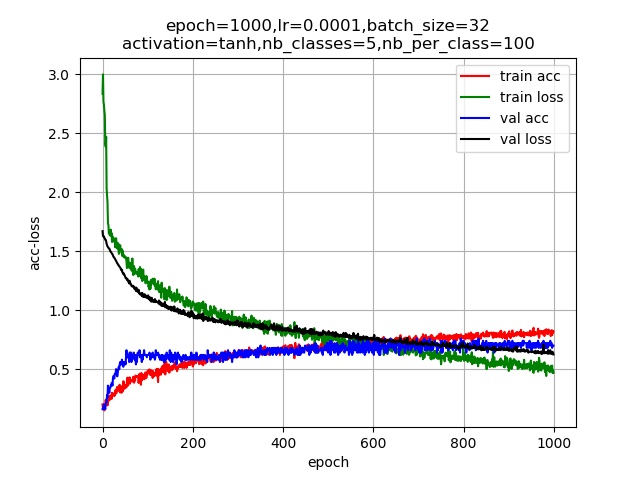 epoch=1000,lr=0.0001,batch_size=32
activation=tanh,nb_classes=5,nb_per_class=100
3.0
2.5
2.0
1.5
1.0
0.5
acc-loss
train acc
train loss
val acc
val loss
0 200 400 600 800 1000
epoch